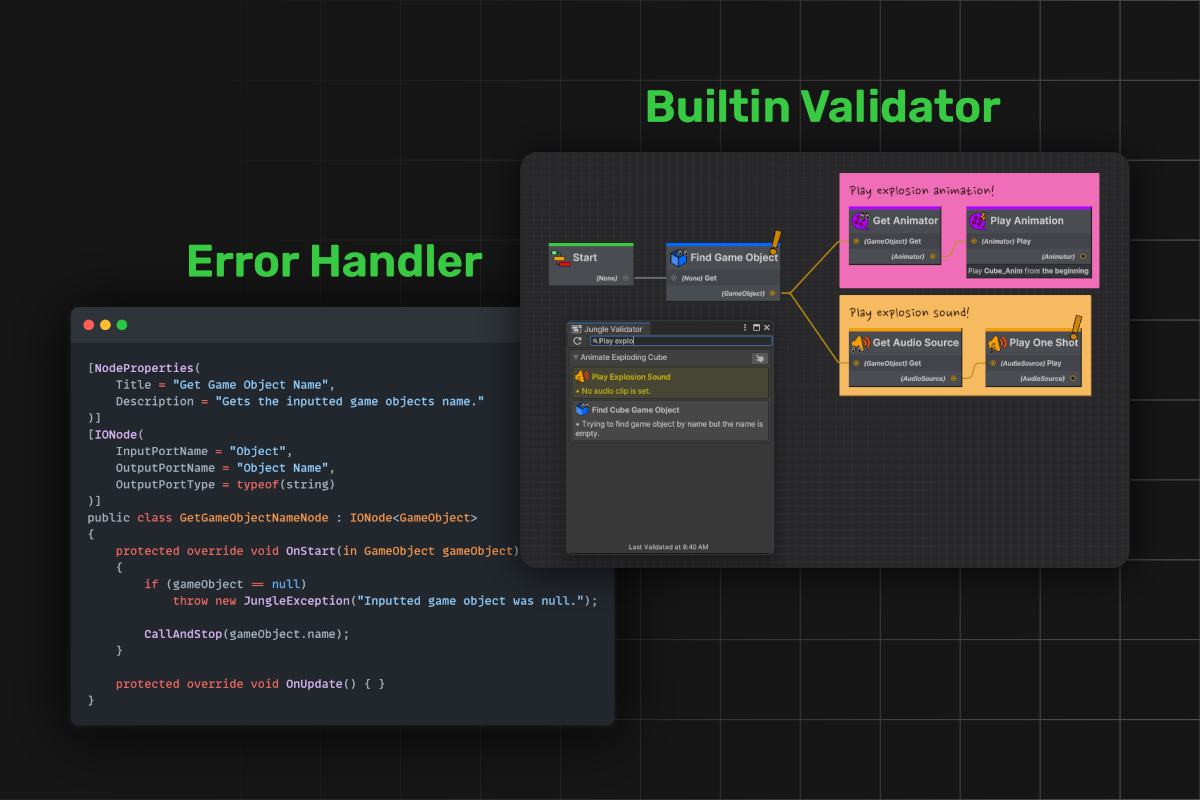 Builtin Validator
Error Handler
[NodeProperties(
    Title = "Get Game Object Name",
    Description = "Gets the inputted game objects name."
)]
[IONode(
    InputPortName = "Object",
    OutputPortName = "Object Name",
    OutputPortType = typeof(string)
)]
public class GetGameObjectNameNode : IONode<GameObject>
{
    protected override void OnStart(in GameObject gameObject)
    {
        if (gameObject == null)
            throw new JungleException("Inputted game object was null.");
        CallAndStop(gameObject.name);
    }
    protected override void OnUpdate() { }
}
Start
(None)
Find Game Object
(None) Get
(GameObject)
Play explosion animation!
Get Animator
(GameObject) Get
(Animator)
Play Animation
(Animator) Play
(Animator)
Play Cube_Anim from the beginning
Play explosion sound!
Get Audio Source
(GameObject) Get
(AudioSource)
Play One Shot
(AudioSource) Play
(AudioSource)
Jungle Validator
Play explo
Animate Exploding Cube
Play Explosion Sound
• No audio clip is set.
Find Cube Game Object
• Trying to find game object by name but the name is
empty.
Last Validated at 8:40 AM